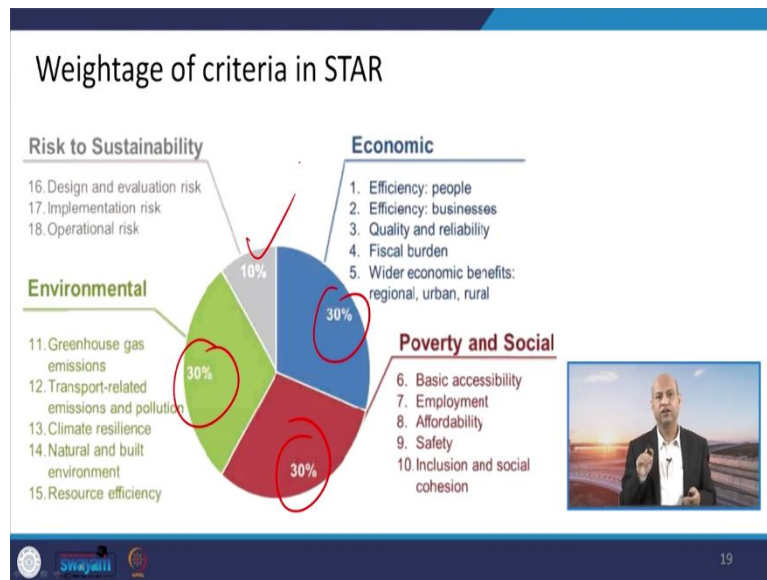 Weightage of criteria in STAR
Risk to Sustainability
16. Design and evaluation risk
17. Implementation risk
18. Operational risk
10%
Economic
1. Efficiency: people
2. Efficiency: businesses
3. Quality and reliability
4. Fiscal burden
5. Wider economic benefits:
regional, urban, rural
30%
Environmental
11. Greenhouse gas
emissions
12. Transport-related
emissions and pollution
13. Climate resilience
14. Natural and built
environment
15. Resource efficiency
30%
Poverty and Social
6. Basic accessibility
7. Employment
8. Affordability
9. Safety
10. Inclusion and social
cohesion
30%
swayam
19